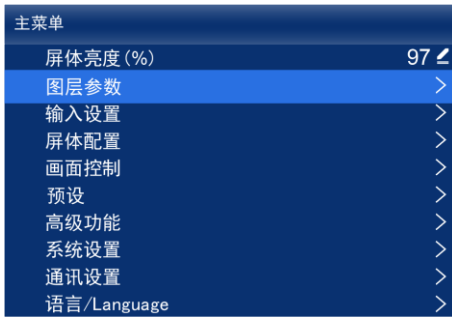 主菜单
屏体亮度(%) 97
图层参数
输入设置
屏体配置
画面控制
预设
高级功能
系统设置
通讯设置
语言/Language